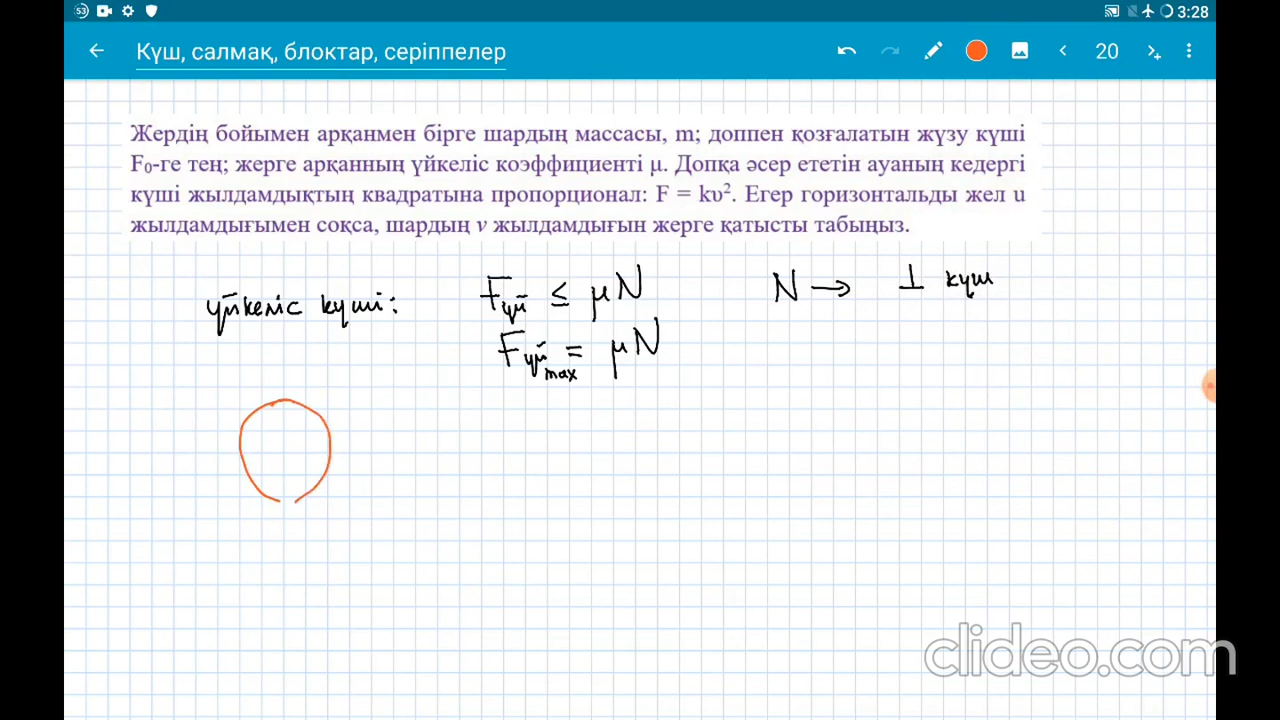 53 3:28
Күш, салмақ, блоктар, серіппелер 20
Жердің бойымен арқанмен бірге шардың массасы, m; доппен қозғалатын жүзу күші
F₀-ге тең; жерге арқанның үйкеліс коэффициенті μ. Допқа әсер ететін ауаның кедергі
күші жылдамдықтың квадратына пропорционал: F = kυ². Егер горизонтальды жел u
жылдамдығымен соқса, шардың v жылдамдығын жерге қатысты табыңыз.
үйкеліс күші: Fүй ≤ μN N → ⊥ күш
Fүй max = μN
clideo.com